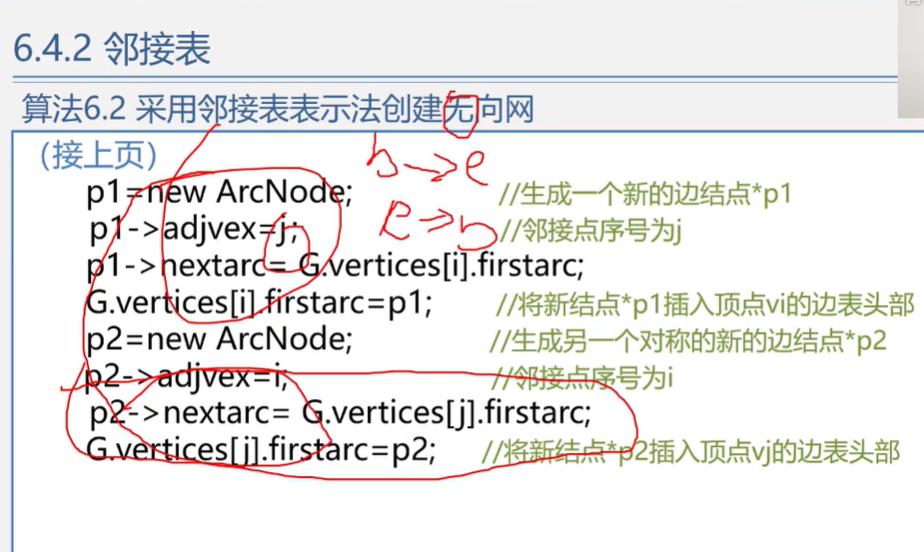 6.4.2 邻接表
算法6.2 采用邻接表表示法创建无向网
（接上页）
b→e
p1=new ArcNode; //生成一个新的边结点*p1
e→b
p1->adjvex=j; //邻接点序号为j
p1->nextarc= G.vertices[i].firstarc;
G.vertices[i].firstarc=p1; //将新结点*p1插入顶点vi的边表头部
p2=new ArcNode; //生成另一个对称的新的边结点*p2
p2->adjvex=i; //邻接点序号为i
p2->nextarc= G.vertices[j].firstarc;
G.vertices[j].firstarc=p2; //将新结点*p2插入顶点vj的边表头部